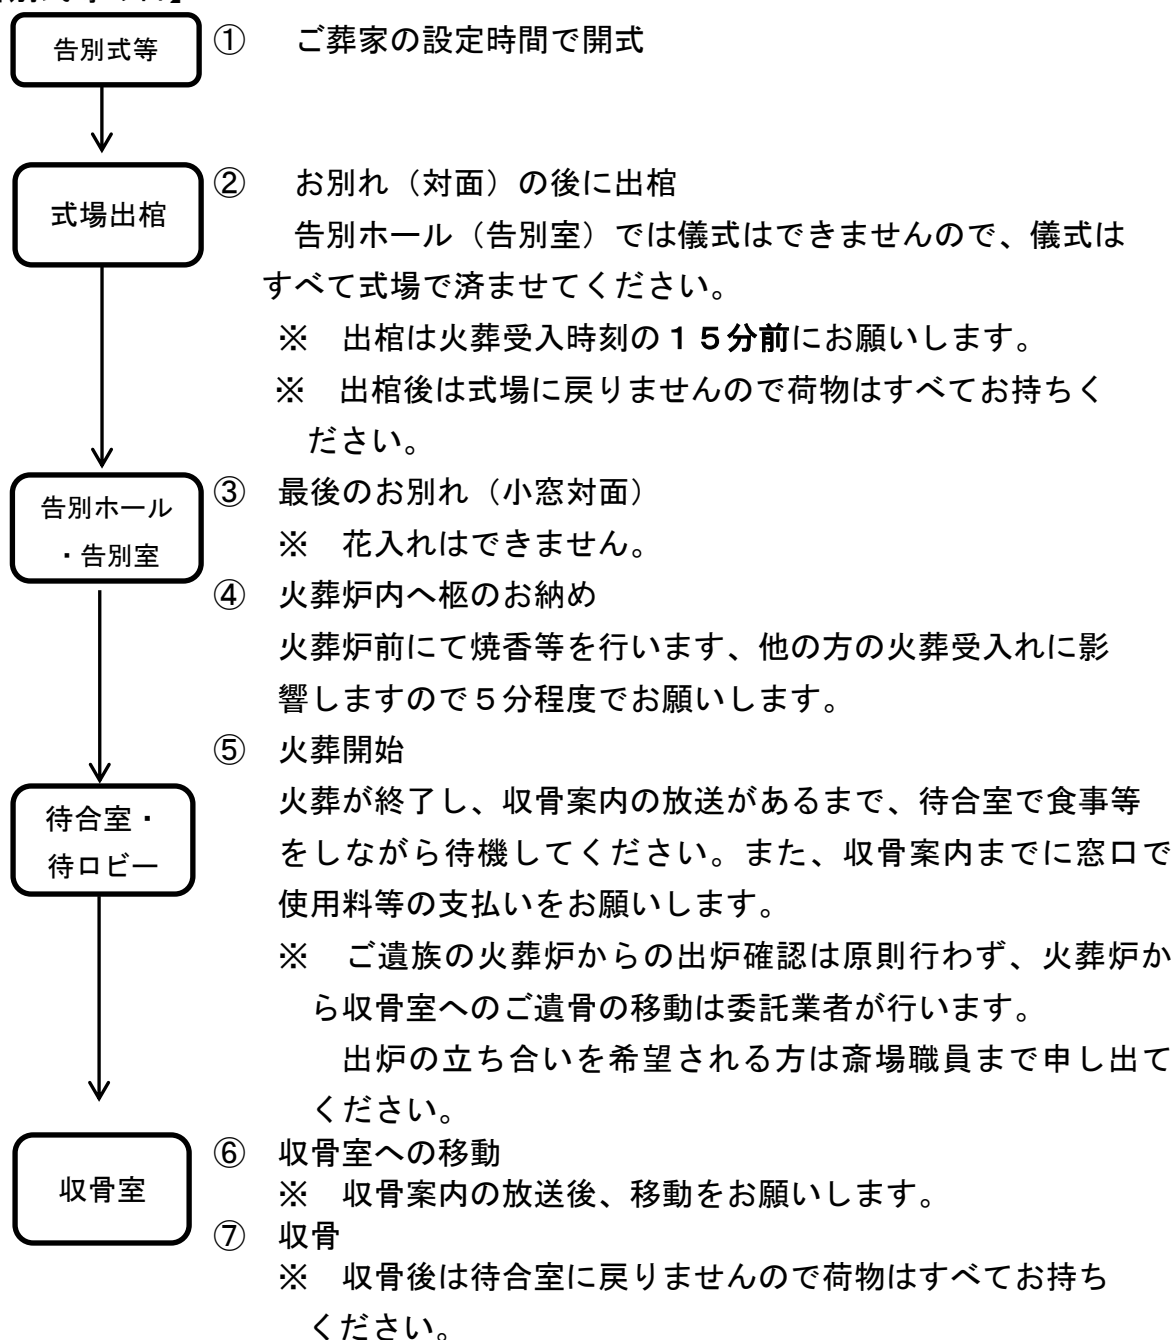 告別式等
① ご葬家の設定時間で開式
式場出棺
② お別れ（対面）の後に出棺
告別ホール（告別室）では儀式はできませんので、儀式は
すべて式場で済ませてください。
※ 出棺は火葬受入時刻の１５分前にお願いします。
※ 出棺後は式場に戻りませんので荷物はすべてお持ちく
ださい。
告別ホール
・告別室
③ 最後のお別れ（小窓対面）
※ 花入れはできません。
④ 火葬炉内へ柩のお納め
火葬炉前にて焼香等を行います、他の方の火葬受入れに影
響しますので５分程度でお願いします。
⑤ 火葬開始
待合室・
待ロビー
火葬が終了し、収骨案内の放送があるまで、待合室で食事等
をしながら待機してください。また、収骨案内までに窓口で
使用料等の支払いをお願いします。
※ ご遺族の火葬炉からの出炉確認は原則行わず、火葬炉か
ら収骨室へのご遺骨の移動は委託業者が行います。
出炉の立ち合いを希望される方は斎場職員まで申し出て
ください。
収骨室
⑥ 収骨室への移動
※ 収骨案内の放送後、移動をお願いします。
⑦ 収骨
※ 収骨後は待合室に戻りませんので荷物はすべてお持ち
ください。